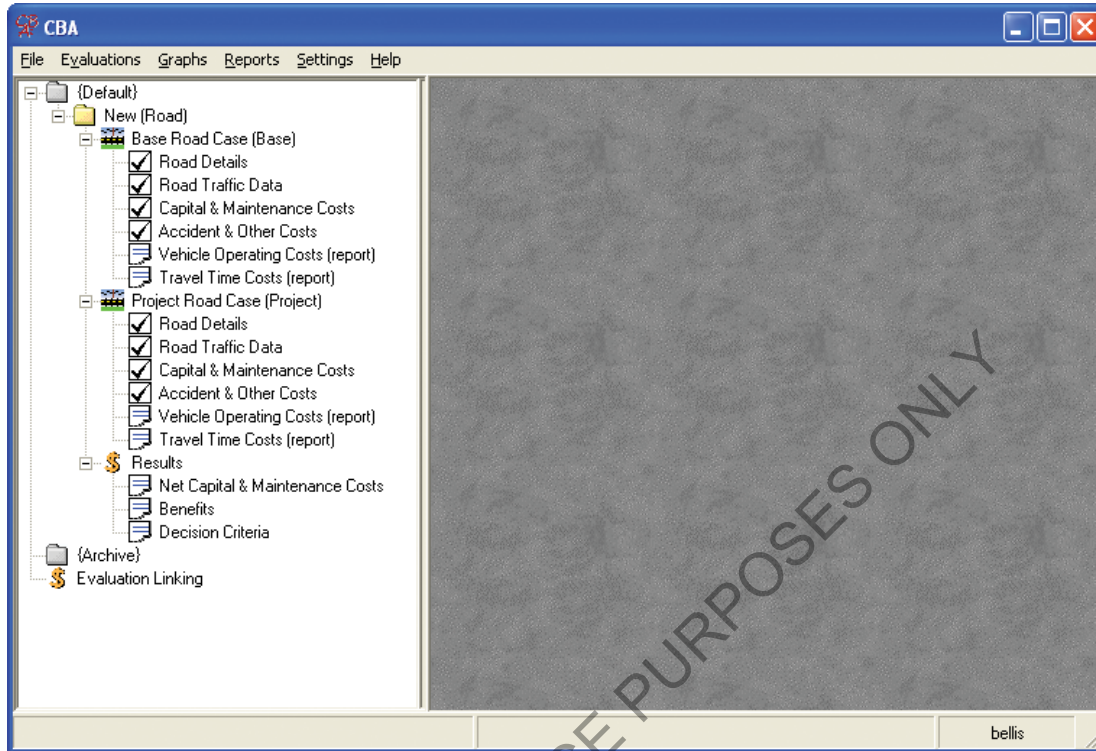 CBA
File Evaluations Graphs Reports Settings Help
{Default}
New (Road)
Base Road Case (Base)
Road Details
Road Traffic Data
Capital & Maintenance Costs
Accident & Other Costs
Vehicle Operating Costs (report)
Travel Time Costs (report)
Project Road Case (Project)
Road Details
Road Traffic Data
Capital & Maintenance Costs
Accident & Other Costs
Vehicle Operating Costs (report)
Travel Time Costs (report)
Results
Net Capital & Maintenance Costs
Benefits
Decision Criteria
{Archive}
Evaluation Linking
PURPOSES ONLY
bellis